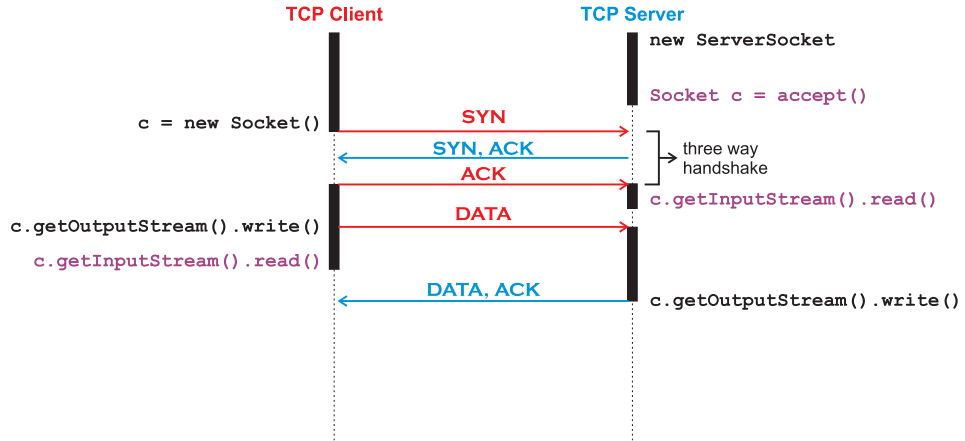 TCP Client
TCP Server
new ServerSocket
Socket c = accept()
c = new Socket()
SYN
SYN, ACK
three way
handshake
ACK
c.getInputStream().read()
DATA
c.getOutputStream().write()
c.getInputStream().read()
DATA, ACK
c.getOutputStream().write()